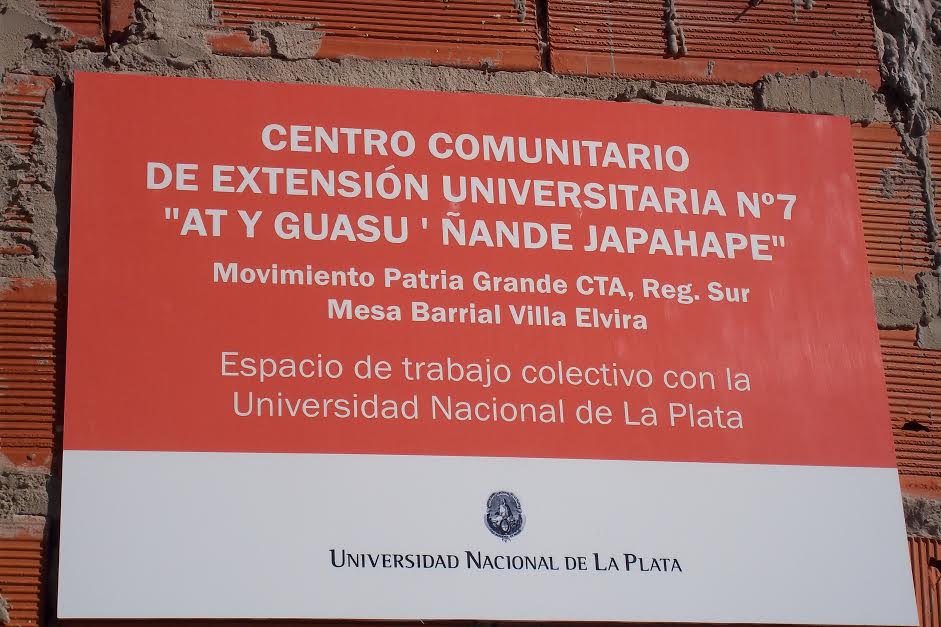 CENTRO COMUNITARIO
DE EXTENSIÓN UNIVERSITARIA Nº7
"AT Y GUASU ' ÑANDE JAPAHAPE"
Movimiento Patria Grande CTA, Reg. Sur
Mesa Barrial Villa Elvira
Espacio de trabajo colectivo con la
Universidad Nacional de La Plata
UNIVERSIDAD NACIONAL DE LA PLATA